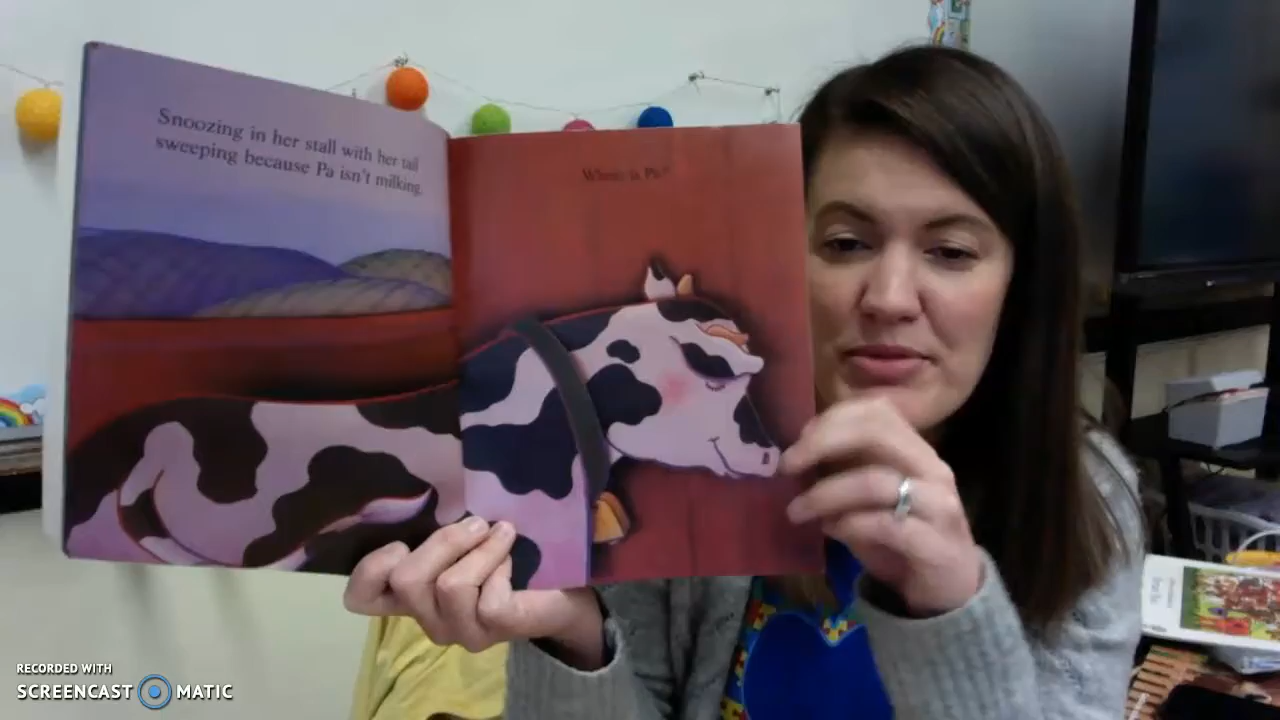 Snoozing in her stall with her tail
sweeping because Pa isn't milking.
Where is Pa?
RECORDED WITH
SCREENCAST MATIC